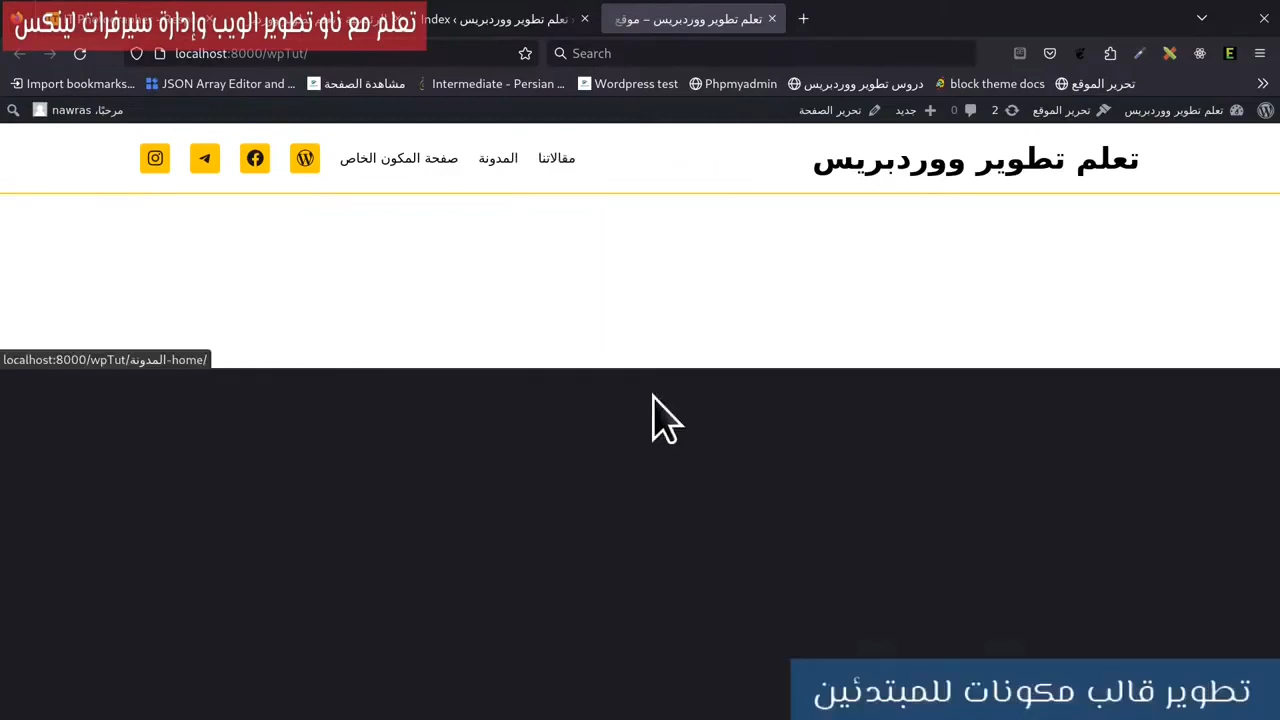 تعلم مع ناو تطوير الويب وإدارة سيرفرات لينكس
Index ‹ تعلم تطوير ووردبريس
تعلم تطوير ووردبريس – موقع
localhost:8000/wpTut/
Search
Import bookmarks...
JSON Array Editor and ...
مشاهدة الصفحة
Intermediate - Persian ...
Wordpress test
Phpmyadmin
دروس تطوير ووردبريس
block theme docs
تحرير الموقع
تعلم تطوير ووردبريس
تحرير الموقع
2
0
جديد
تحرير الصفحة
مرحبًا، nawras
تعلم تطوير ووردبريس
مقالاتنا
المدونة
صفحة المكون الخاص
localhost:8000/wpTut/المدونة-home/
تطوير قالب مكونات للمبتدئين